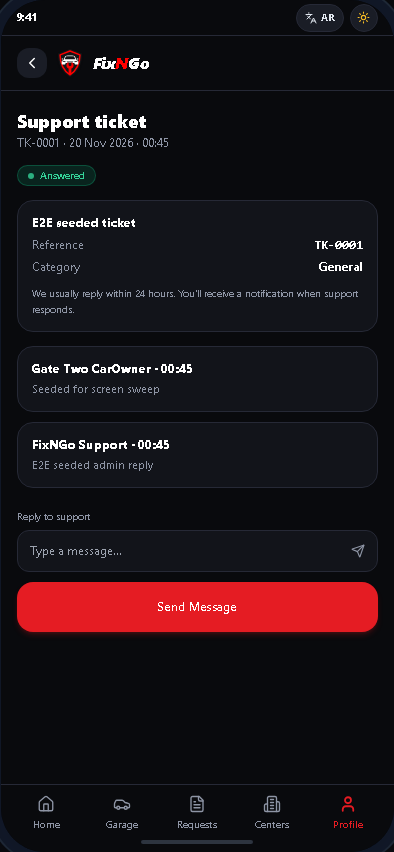 9:41
AR
FixNGo
Support ticket
TK-0001 · 20 Nov 2026 · 00:45
Answered
E2E seeded ticket
Reference TK-0001
Category General
We usually reply within 24 hours. You'll receive a notification when support
responds.
Gate Two CarOwner · 00:45
Seeded for screen sweep
FixNGo Support · 00:45
E2E seeded admin reply
Reply to support
Type a message...
Send Message
Home Garage Requests Centers Profile